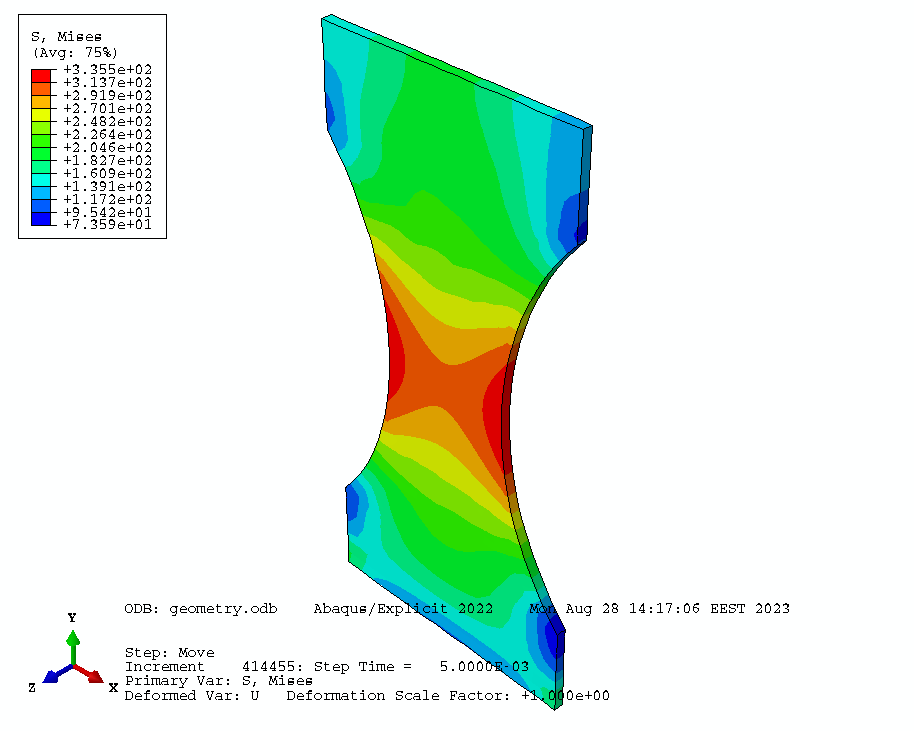 S, Mises
(Avg: 75%)
+3.355e+02
+3.137e+02
+2.919e+02
+2.701e+02
+2.482e+02
+2.264e+02
+2.046e+02
+1.827e+02
+1.609e+02
+1.391e+02
+1.172e+02
+9.542e+01
+7.359e+01
ODB: geometry.odb Abaqus/Explicit 2022 Mon Aug 28 14:17:06 EEST 2023
Y
Z X
Step: Move
Increment 414455: Step Time = 5.0000E-03
Primary Var: S, Mises
Deformed Var: U Deformation Scale Factor: +1.000e+00